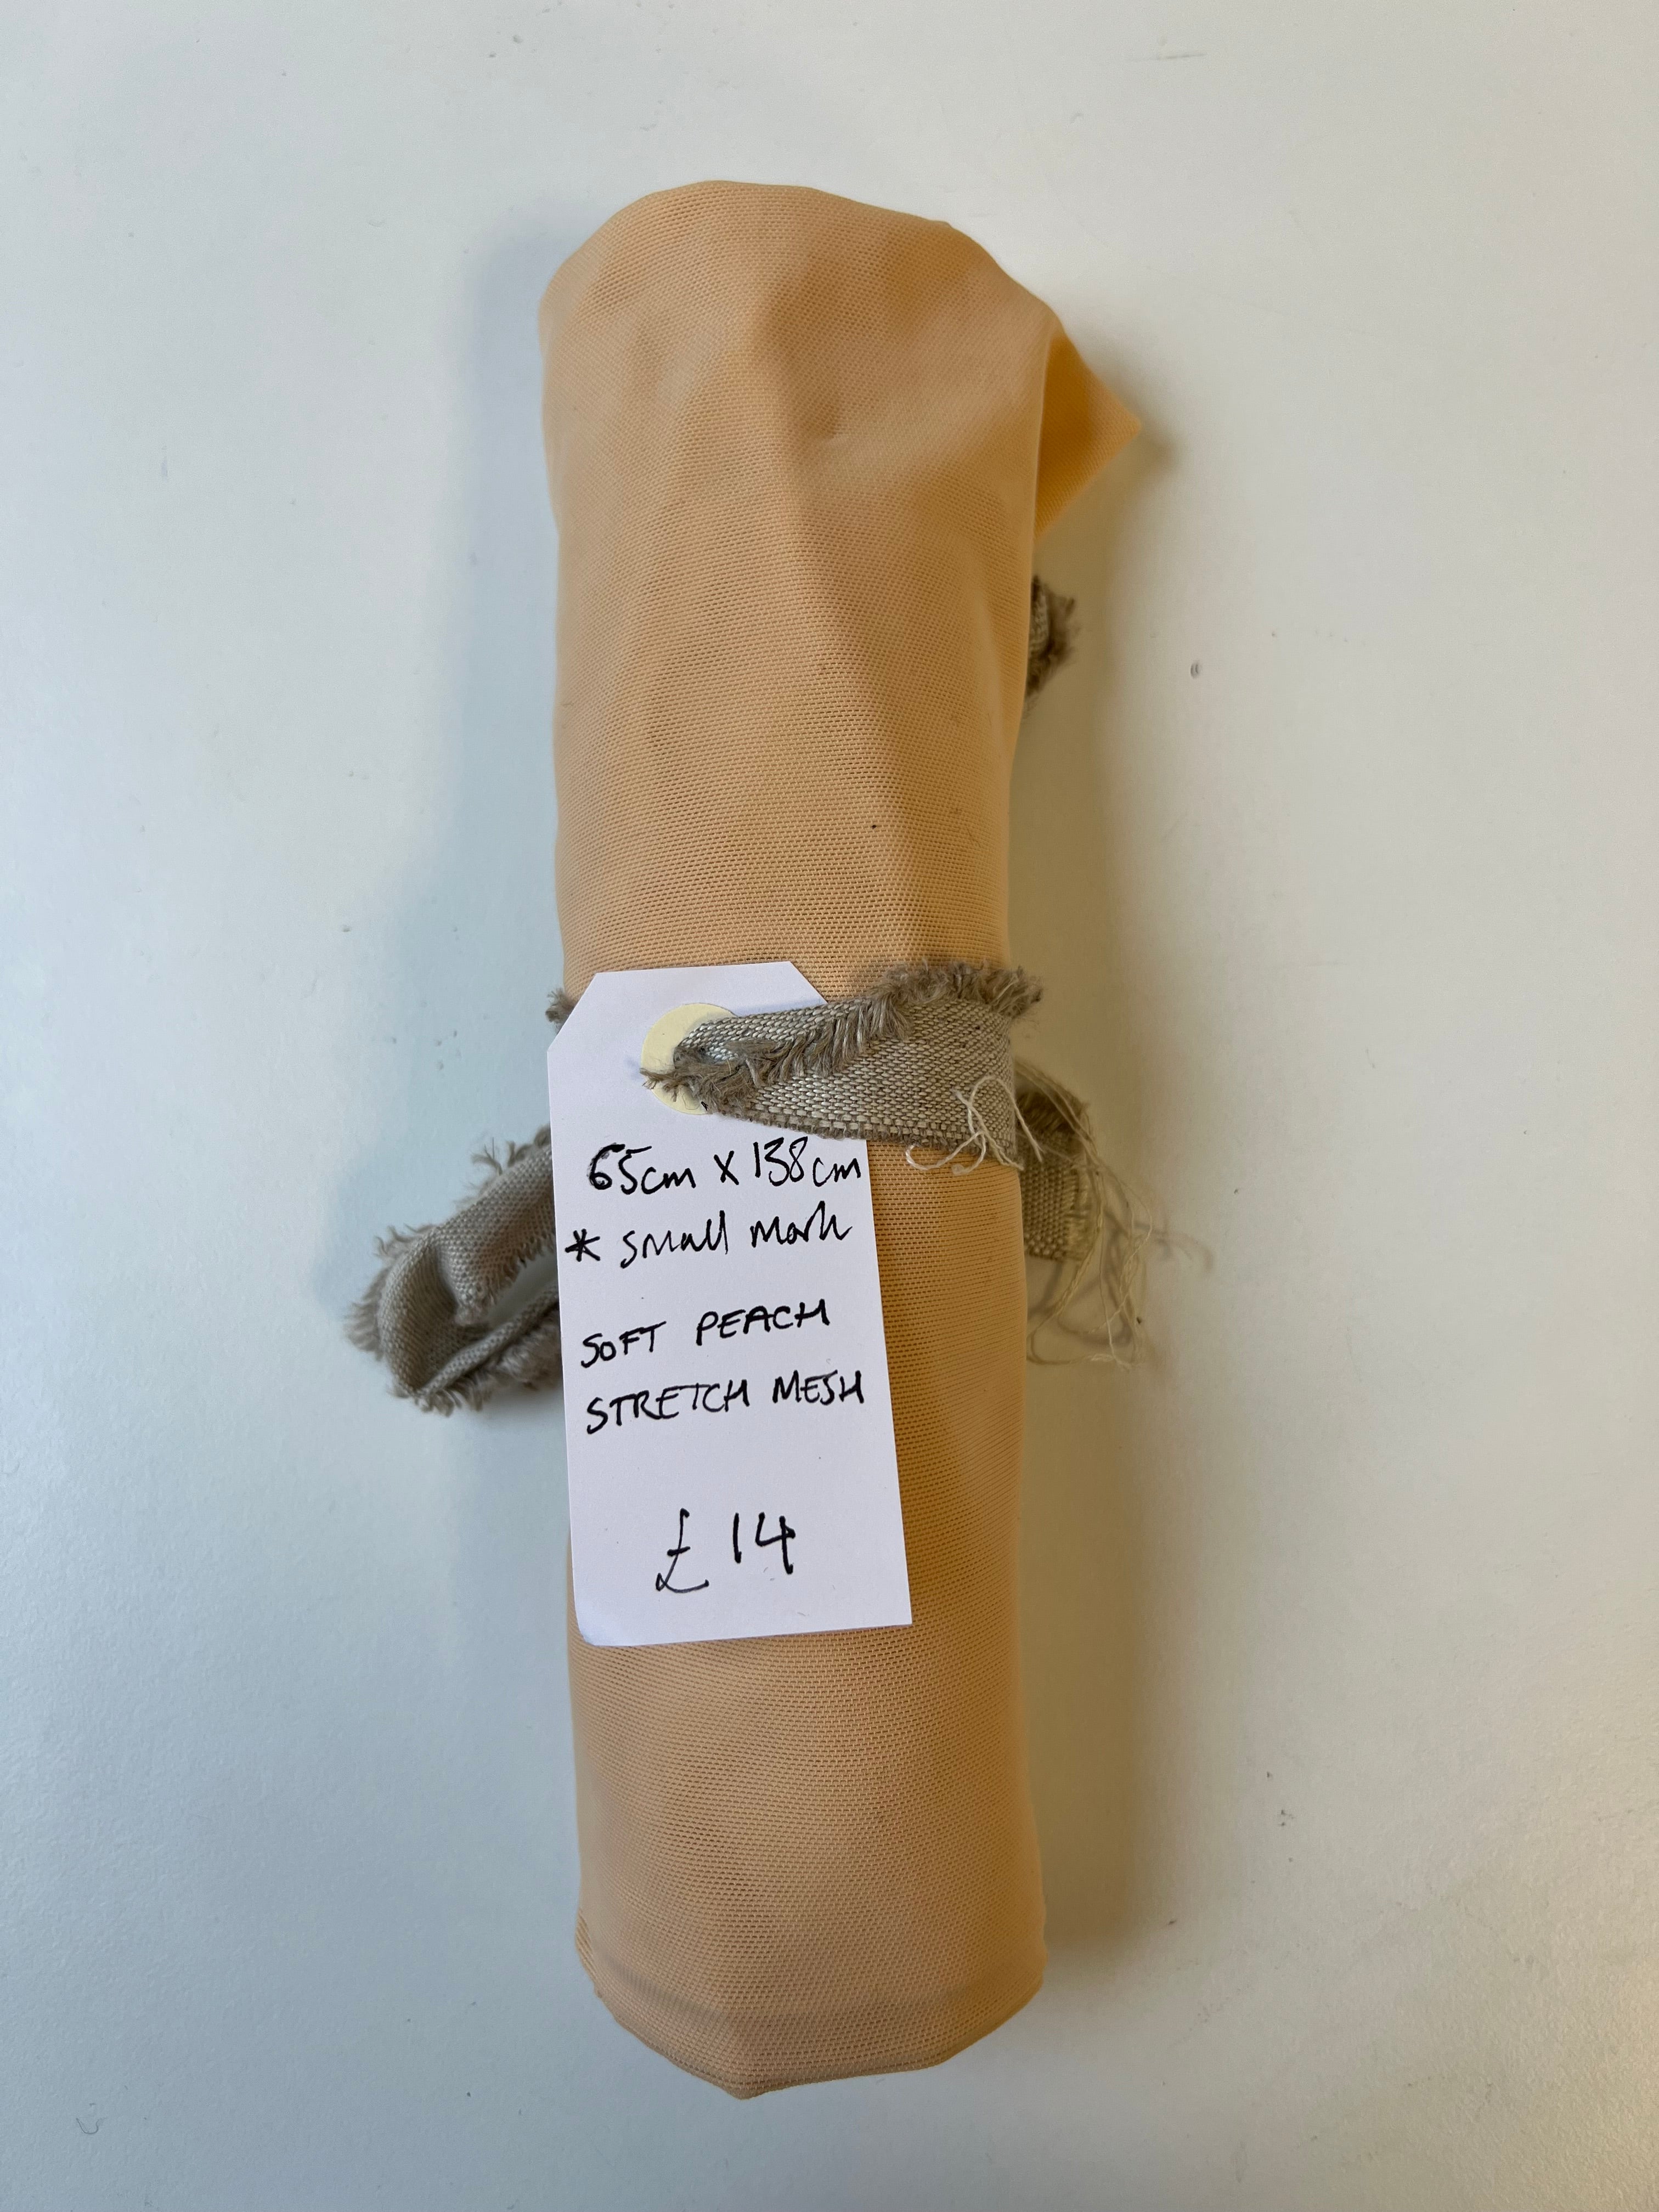 65cm x 138cm
* small mark
SOFT PEACH
STRETCH MESH
£14